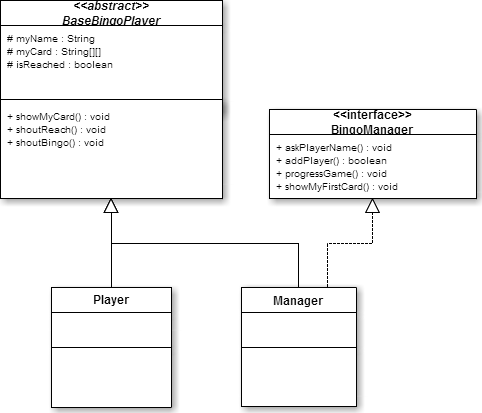 <<abstract>>
BaseBingoPlayer
# myName : String
# myCard : String[][]
# isReached : boolean
+ showMyCard() : void
+ shoutReach() : void
+ shoutBingo() : void
<<interface>>
BingoManager
+ askPlayerName() : void
+ addPlayer() : boolean
+ progressGame() : void
+ showMyFirstCard() : void
Player
Manager